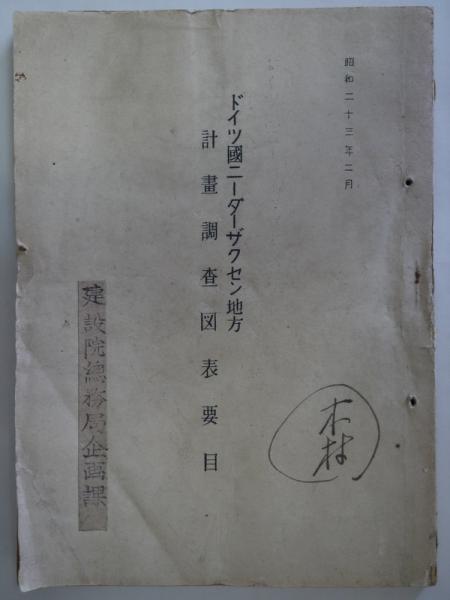 昭和二十三年二月
ドイツ國ニーダーザクセン地方
計畫調查図表要目
木村
建設院総務局企画課